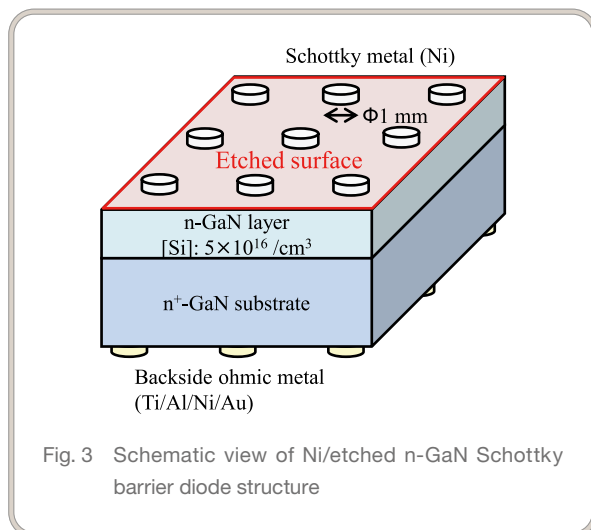 Schottky metal (Ni)
Φ1 mm
Etched surface
n-GaN layer
[Si]: 5×10¹⁶ /cm³
n⁺-GaN substrate
Backside ohmic metal
(Ti/Al/Ni/Au)
Fig. 3 Schematic view of Ni/etched n-GaN Schottky
barrier diode structure